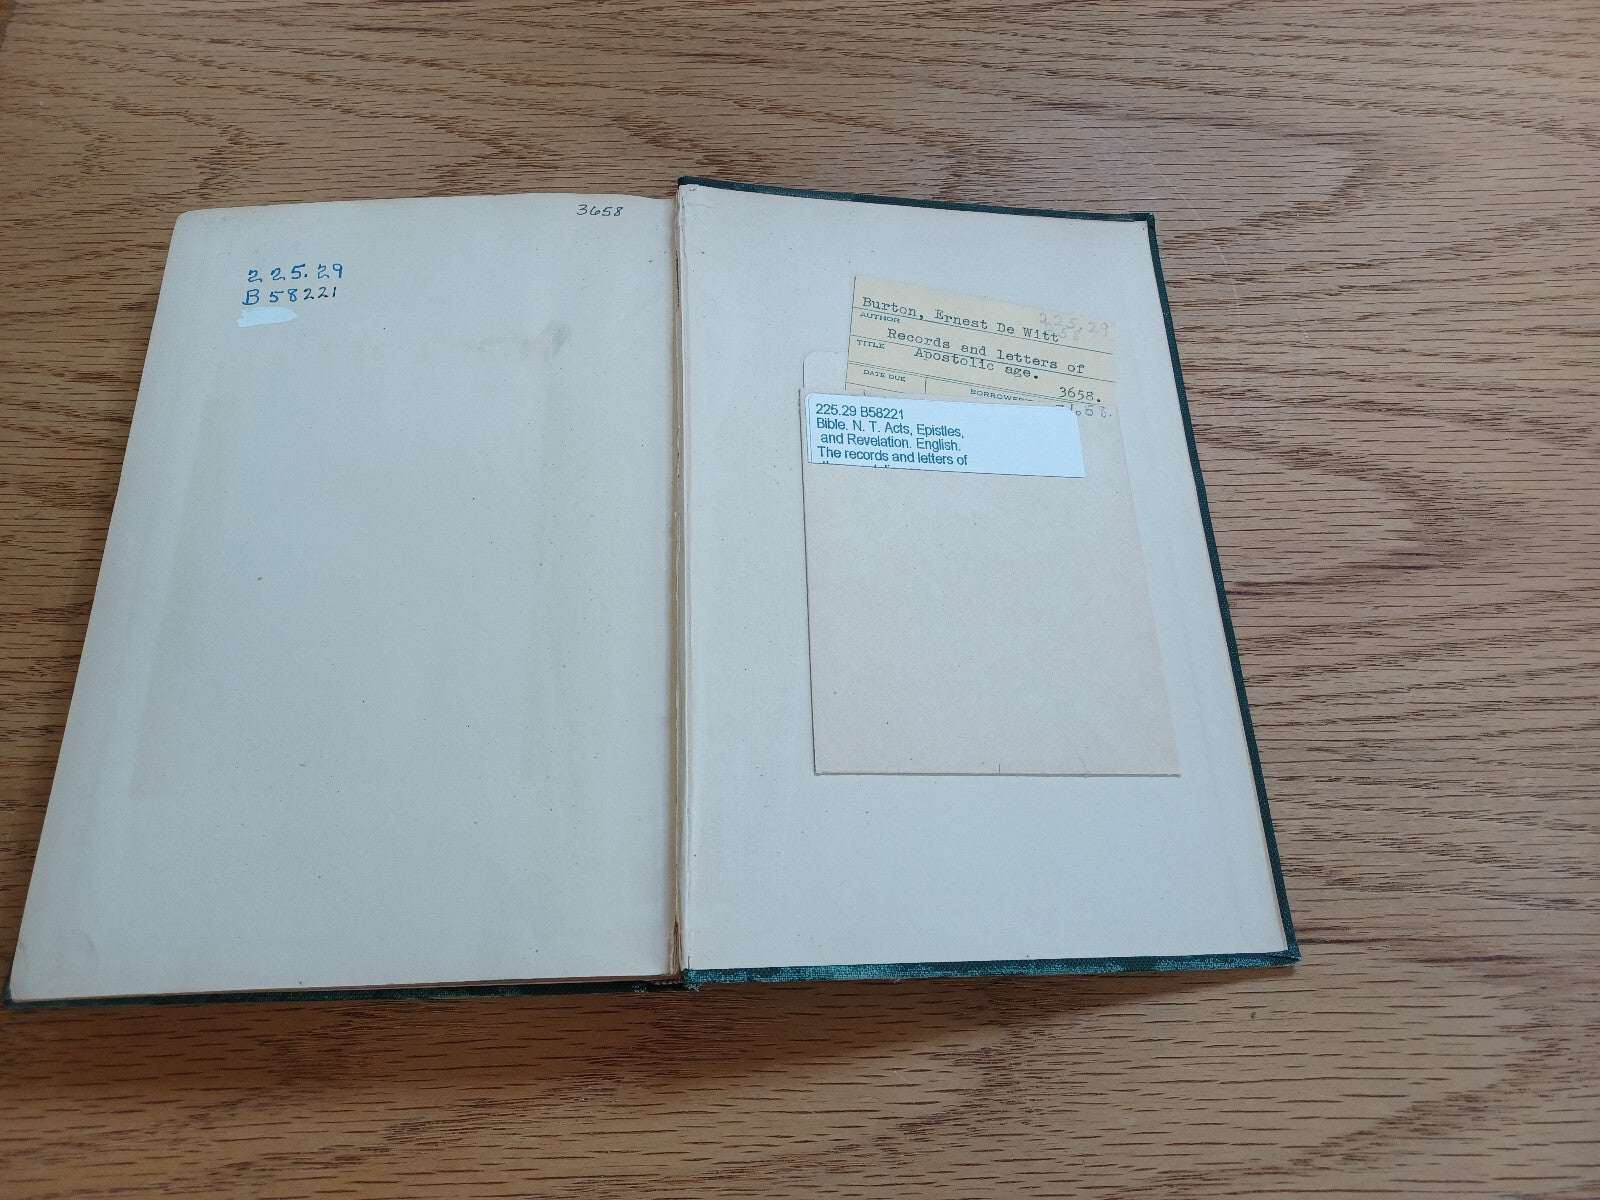 3658
225.29
B58221
Burton, Ernest De Witt
AUTHOR
225.29
Records and letters of
TITLE
Apostolic age.
3658.
DATE DUE
225.29 B58221
Bible. N. T. Acts, Epistles,
and Revelation. English.
The records and letters of